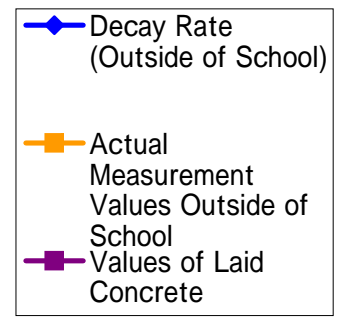 Decay Rate
(Outside of School)
Actual
Measurement
Values Outside of
School
Values of Laid
Concrete